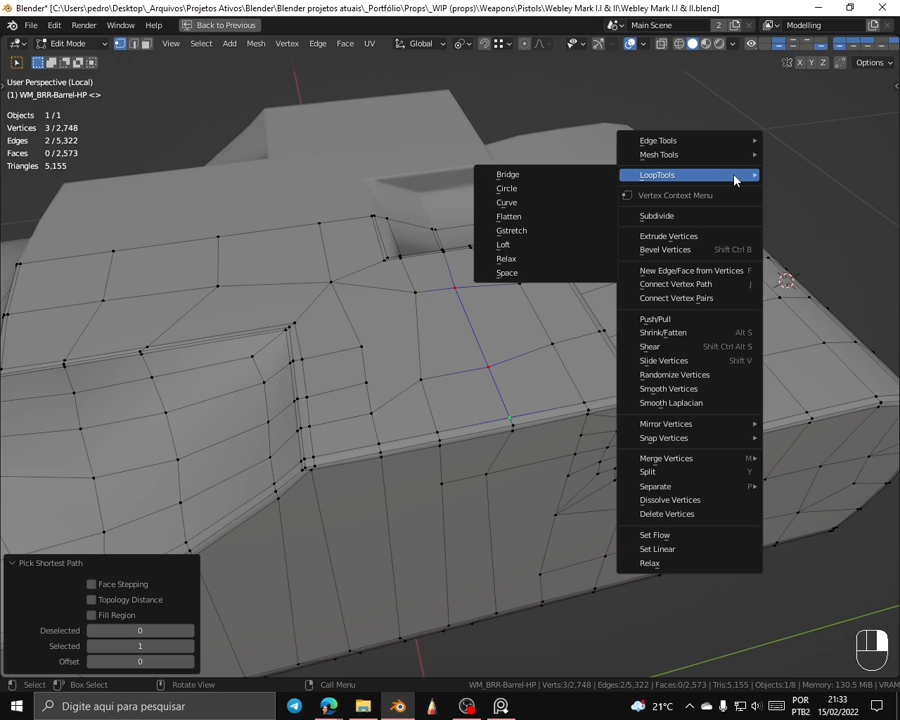 Blender* [C:\Users\pedro\Desktop\_Arquivos\Projetos Ativos\Blender\Blender projetos atuais\_Portfólio\Props\_WIP (props)\Weapons\Pistols\Webley Mark I.I & II\Webley Mark I.I & II.blend]
File Edit Render Window Help Back to Previous Main Scene 2 Modelling
Edit Mode View Select Add Mesh Vertex Edge Face UV Global
X Y Z Options
User Perspective (Local)
(1) WM_BRR-Barrel-HP <>
Objects 1/1
Vertices 3/2,748
Edges 2/5,322
Faces 0/2,573
Triangles 5,155
Bridge
Circle
Curve
Flatten
Gstretch
Loft
Relax
Space
Edge Tools
Mesh Tools
LoopTools
Vertex Context Menu
Subdivide
Extrude Vertices
Bevel Vertices Shift Ctrl B
New Edge/Face from Vertices F
Connect Vertex Path J
Connect Vertex Pairs
Push/Pull
Shrink/Fatten Alt S
Shear Shift Ctrl Alt S
Slide Vertices Shift V
Randomize Vertices
Smooth Vertices
Smooth Laplacian
Mirror Vertices
Snap Vertices
Merge Vertices M
Split Y
Separate P
Dissolve Vertices
Delete Vertices
Set Flow
Set Linear
Relax
Pick Shortest Path
Face Stepping
Topology Distance
Fill Region
Deselected 0
Selected 1
Offset 0
Select Box Select Rotate View Call Menu WM_BRR-Barrel-HP | Verts:3/2,748 | Edges:2/5,322 | Faces:0/2,573 | Tris:5,155 | Objects:1/8 | Memory: 130.5 MiB | VRAM
Digite aqui para pesquisar
21°C
POR
PTB2
21:33
15/02/2022